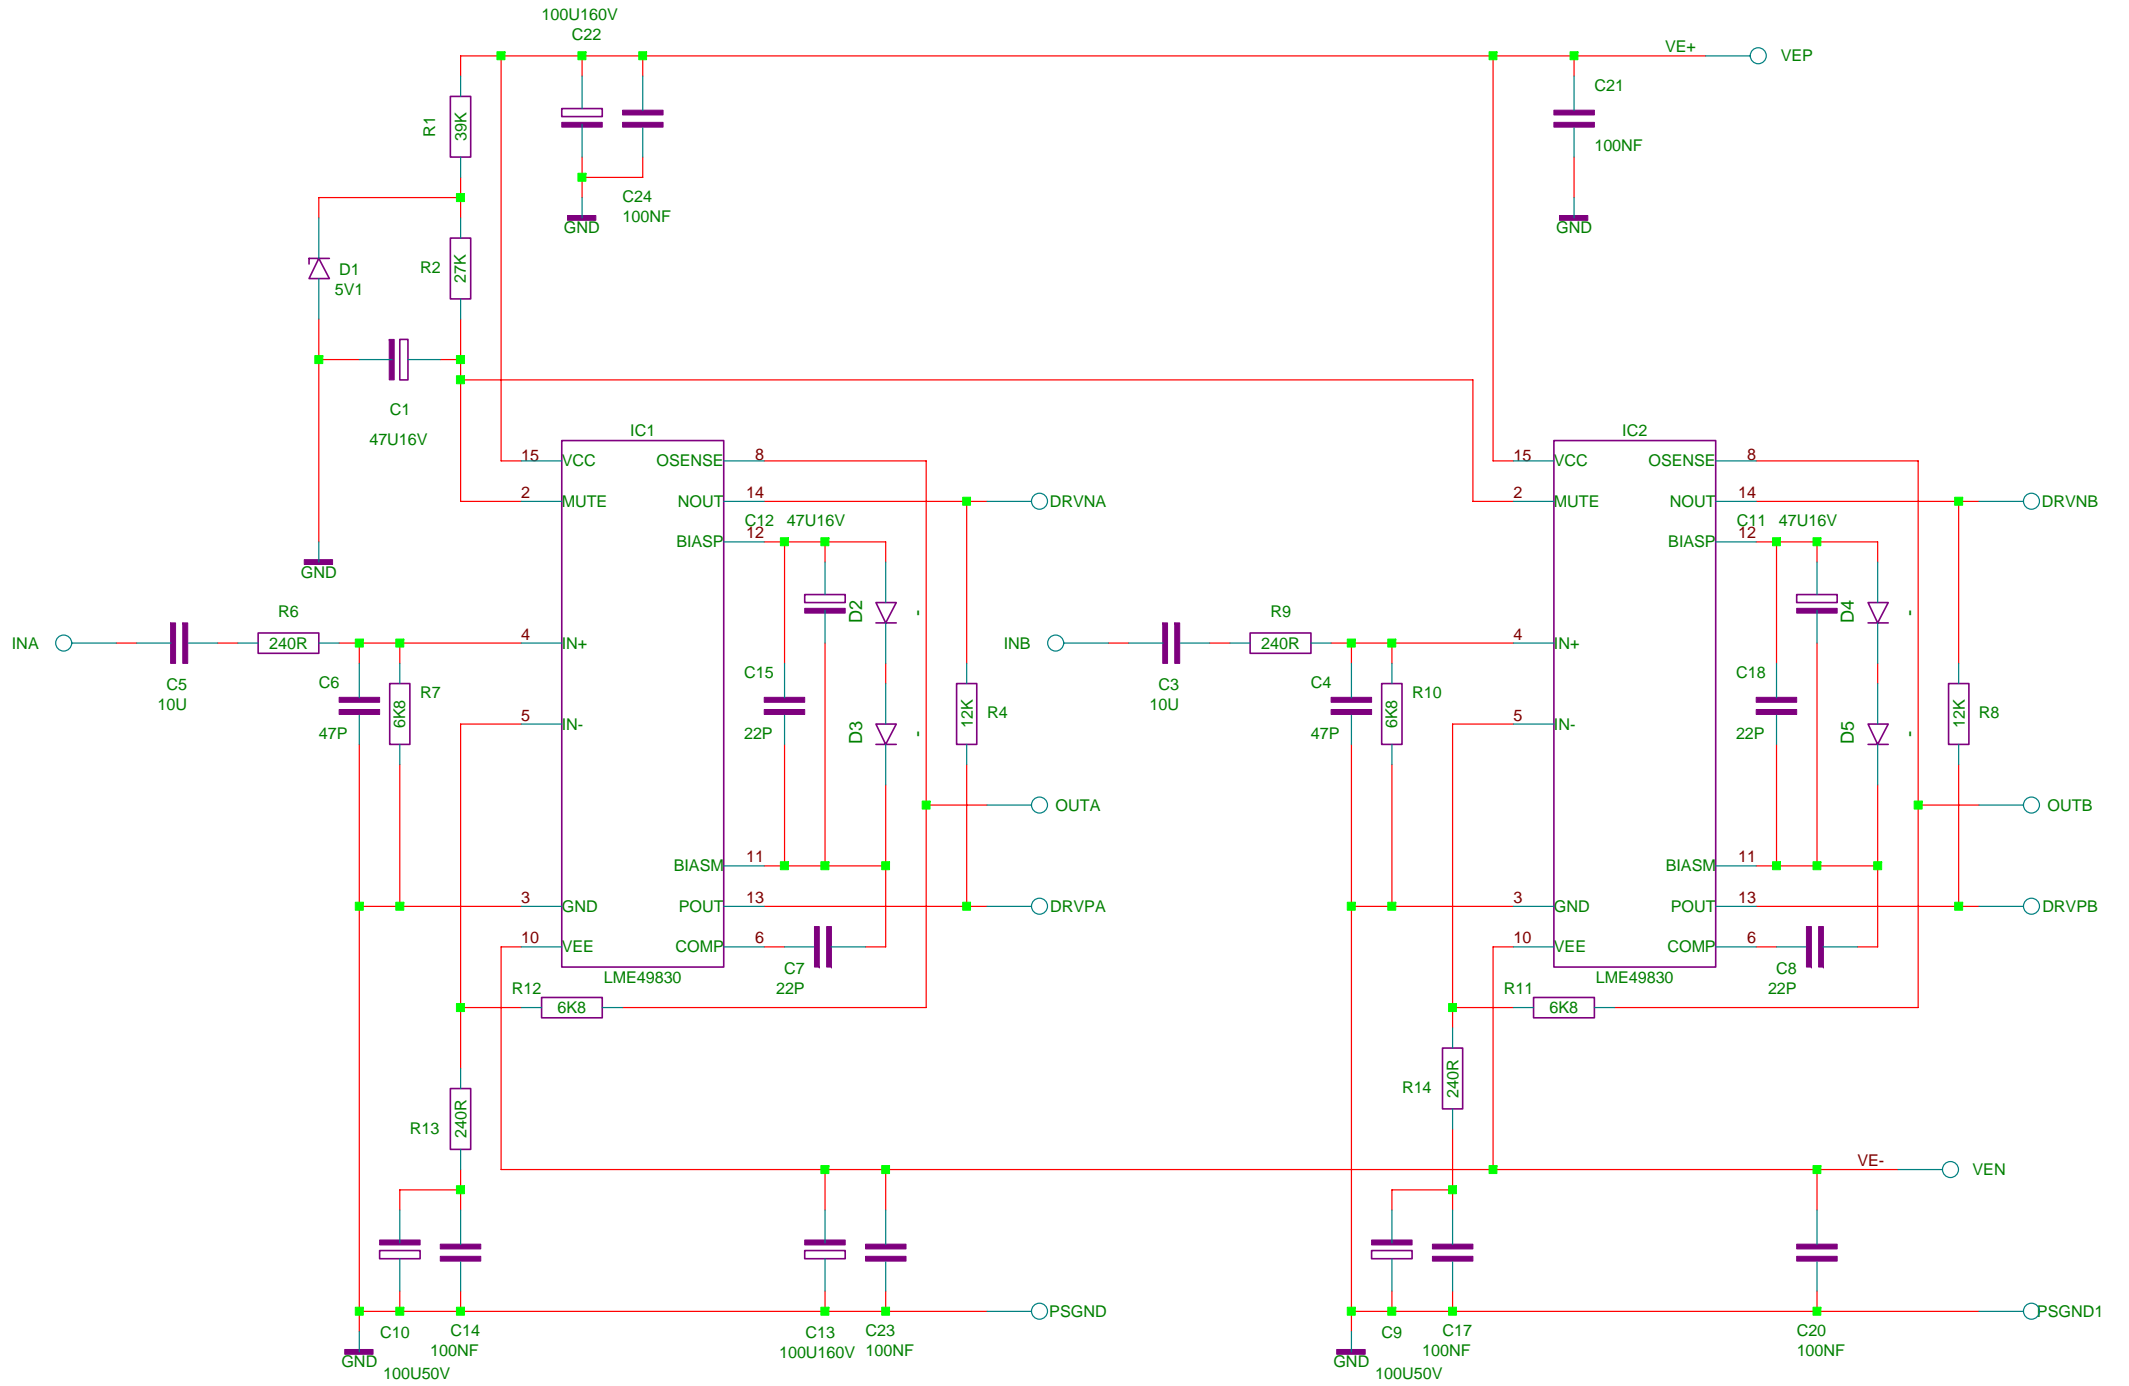 100U160V
C22
VE+
VEP
C21
100NF
R1
39K
C24
100NF
GND
GND
R2
27K
D1
5V1
C1
47U16V
IC1
15
VCC
OSENSE
8
2
MUTE
NOUT
14
DRVNA
C12
47U16V
BIASP
12
D2
INA
C5
10U
R6
240R
C6
47P
R7
6K8
4
IN+
5
IN-
C15
22P
D3
12K
R4
OUTA
BIASM
11
3
GND
POUT
13
DRVPA
10
VEE
COMP
6
C7
22P
LME49830
GND
R12
6K8
R13
240R
C10
100U50V
C14
100NF
C13
100U160V
C23
100NF
PSGND
GND
IC2
15
VCC
OSENSE
8
2
MUTE
NOUT
14
DRVNB
C11
47U16V
BIASP
12
D4
INB
C3
10U
R9
240R
C4
47P
R10
6K8
4
IN+
5
IN-
C18
22P
D5
12K
R8
OUTB
BIASM
11
3
GND
POUT
13
DRVPB
10
VEE
COMP
6
C8
22P
LME49830
R11
6K8
R14
240R
VE-
VEN
C9
100U50V
C17
100NF
C20
100NF
PSGND1
GND